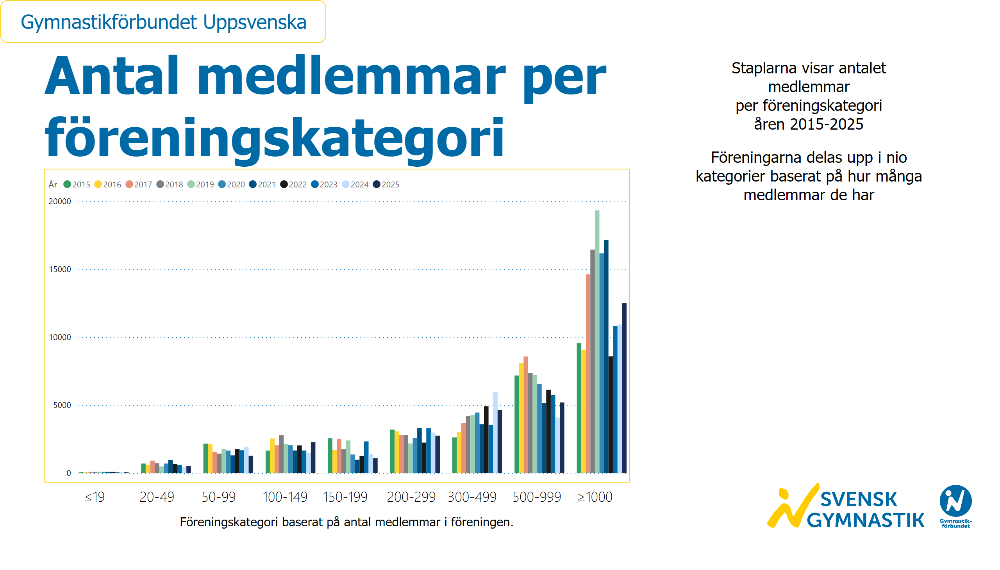 Gymnastikförbundet Uppsvenska
Antal medlemmar per
föreningskategori
Staplarna visar antalet
medlemmar
per föreningskategori
åren 2015-2025
Föreningarna delas upp i nio
kategorier baserat på hur många
medlemmar de har
År 2015 2016 2017 2018 2019 2020 2021 2022 2023 2024 2025
20000
15000
10000
5000
0
≤19 20-49 50-99 100-149 150-199 200-299 300-499 500-999 ≥1000
Föreningskategori baserat på antal medlemmar i föreningen.
SVENSK
GYMNASTIK
Gymnastik-
förbundet